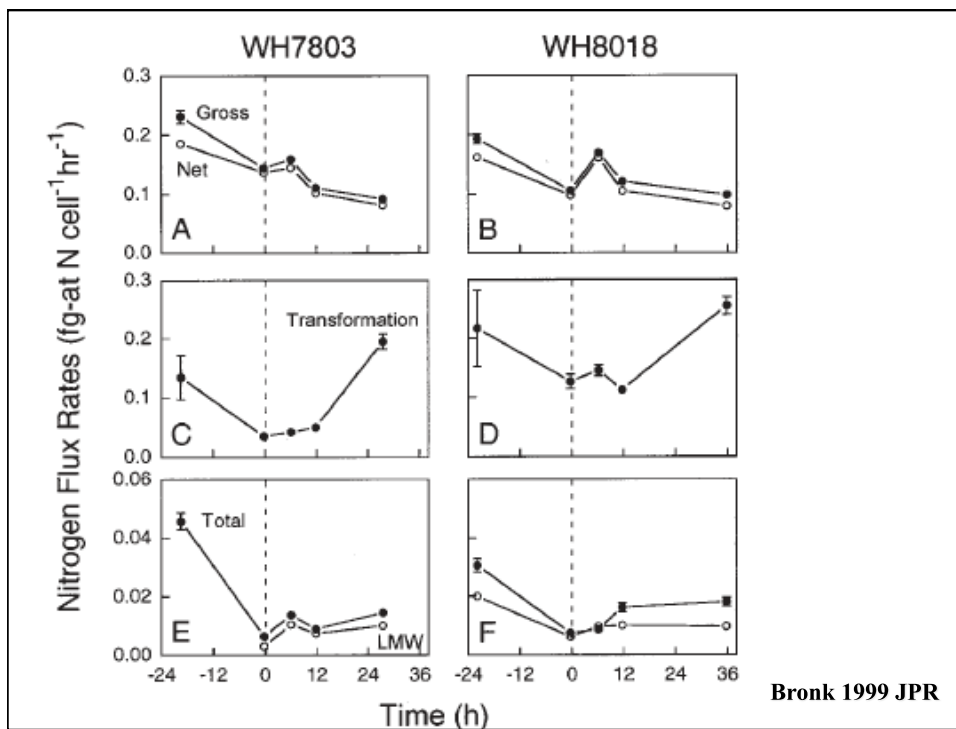 WH7803 WH8018
Nitrogen Flux Rates (fg-at N cell⁻¹hr⁻¹)
0.3
0.2
0.1
0.0
Gross
Net
A
B
0.3
0.2
0.1
0.0
Transformation
C
D
0.06
0.04
0.02
0.00
Total
LMW
E
F
-24 -12 0 12 24 36 -24 -12 0 12 24 36
Time (h)
Bronk 1999 JPR